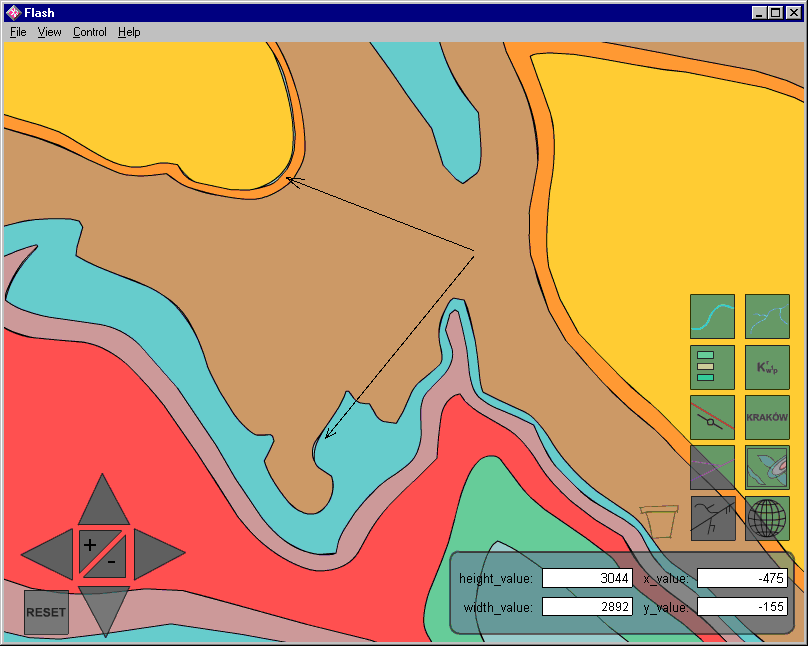 Flash
File View Control Help
KRAKÓW
+
-
RESET
height_value: 3044 x_value: -475
width_value: 2892 y_value: -155